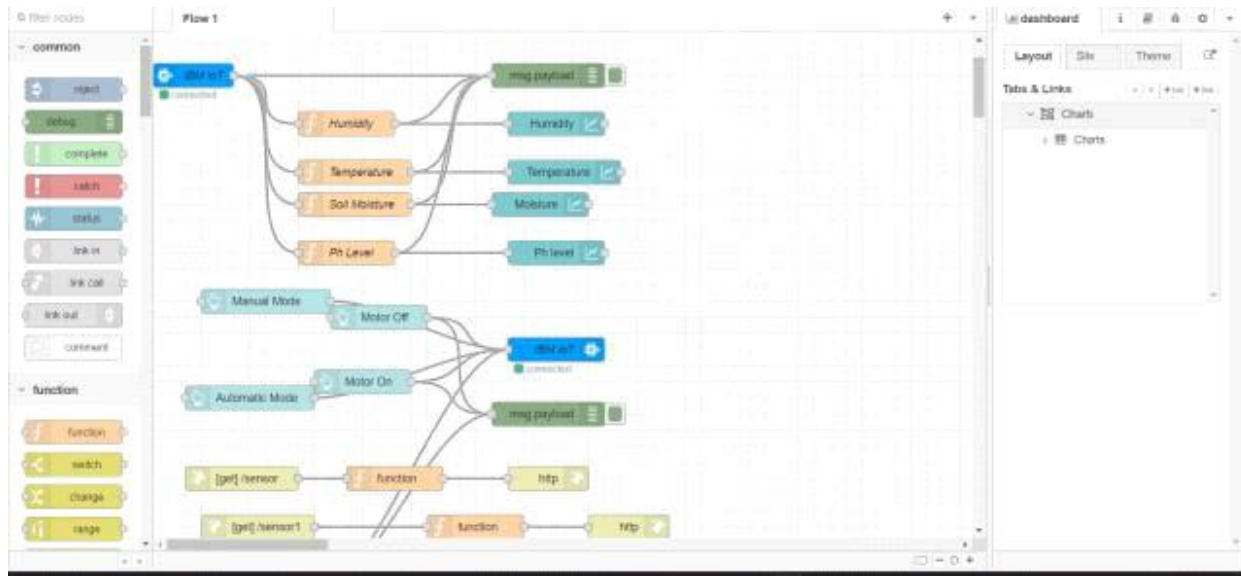 filter nodes
Flow 1
dashboard
common
Layout
Site
Theme
Tabs & Links
Charts
Charts
inject
debug
complete
catch
status
link in
link call
link out
comment
function
function
switch
change
range
IBM IoT
connected
msg.payload
Humidity
Humidity
Temperature
Temperature
Soil Moisture
Moisture
Ph Level
Ph level
Manual Mode
Motor Off
IBM IoT
connected
Motor On
Automatic Mode
msg.payload
[get] /sensor
function
http
[get] /sensor1
function
http